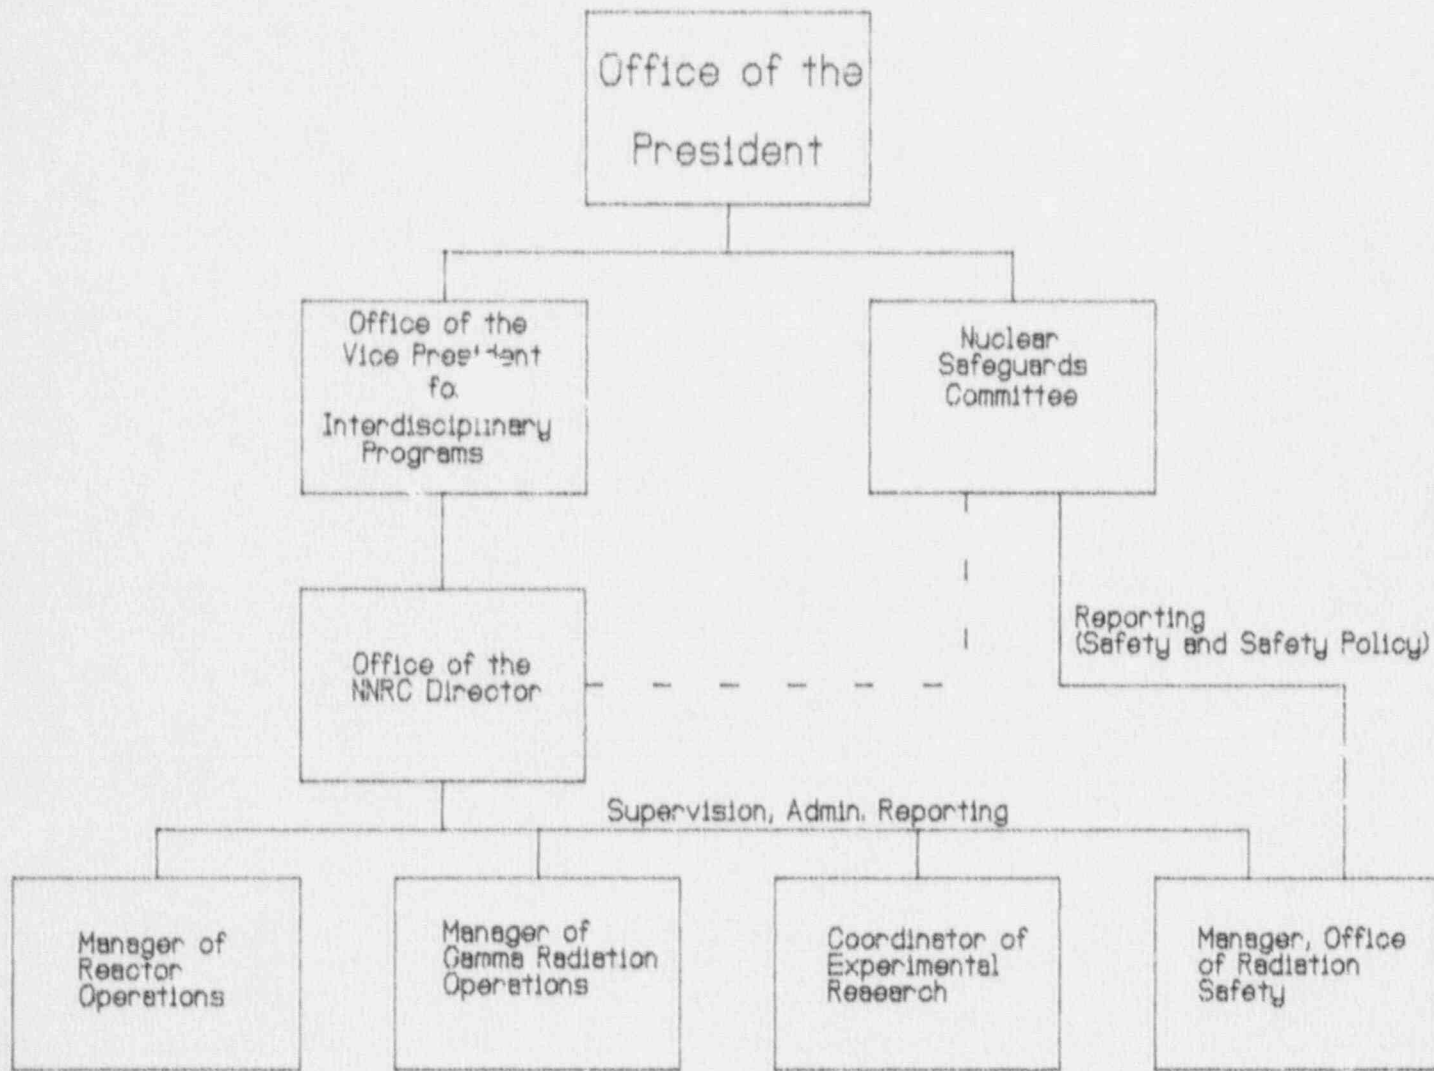 Office of the
President
Office of the
Vice President
Interdisciplinary
Programs
Nuclear
Safeguards
Committee
Office of the
NNRC Director
Reporting
(Safety and Safety Policy)
Supervision, Admin. Reporting
Manager of
Reactor
Operations
Manager of
Gamma Radiation
Operations
Coordinator of
Experimental
Research
Manager, Office
of Radiation
Safety